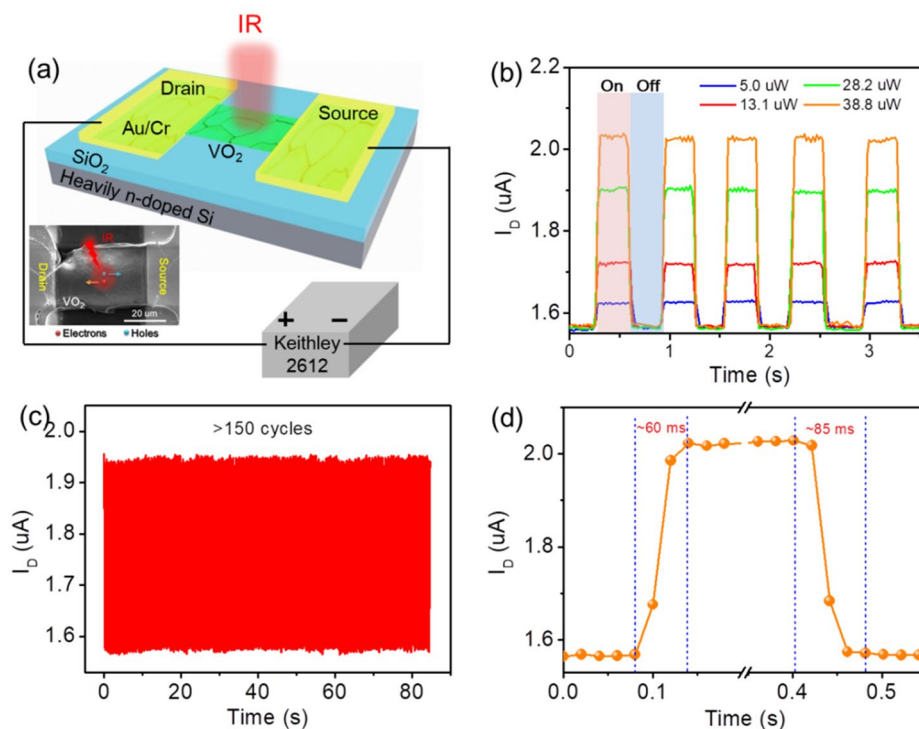 (a)
IR
Drain
Source
Au/Cr
VO₂
SiO₂
Heavily n-doped Si
IR
Drain
Source
VO₂
20 um
Electrons Holes
+ −
Keithley
2612
(b)
On Off
5.0 uW 28.2 uW
13.1 uW 38.8 uW
2.2
2.0
1.8
1.6
I_D (uA)
0 1 2 3
Time (s)
(c)
>150 cycles
2.0
1.9
1.8
1.7
1.6
I_D (uA)
0 20 40 60 80
Time (s)
(d)
~60 ms ~85 ms
2.0
1.8
1.6
I_D (uA)
0.0 0.1 0.4 0.5
Time (s)